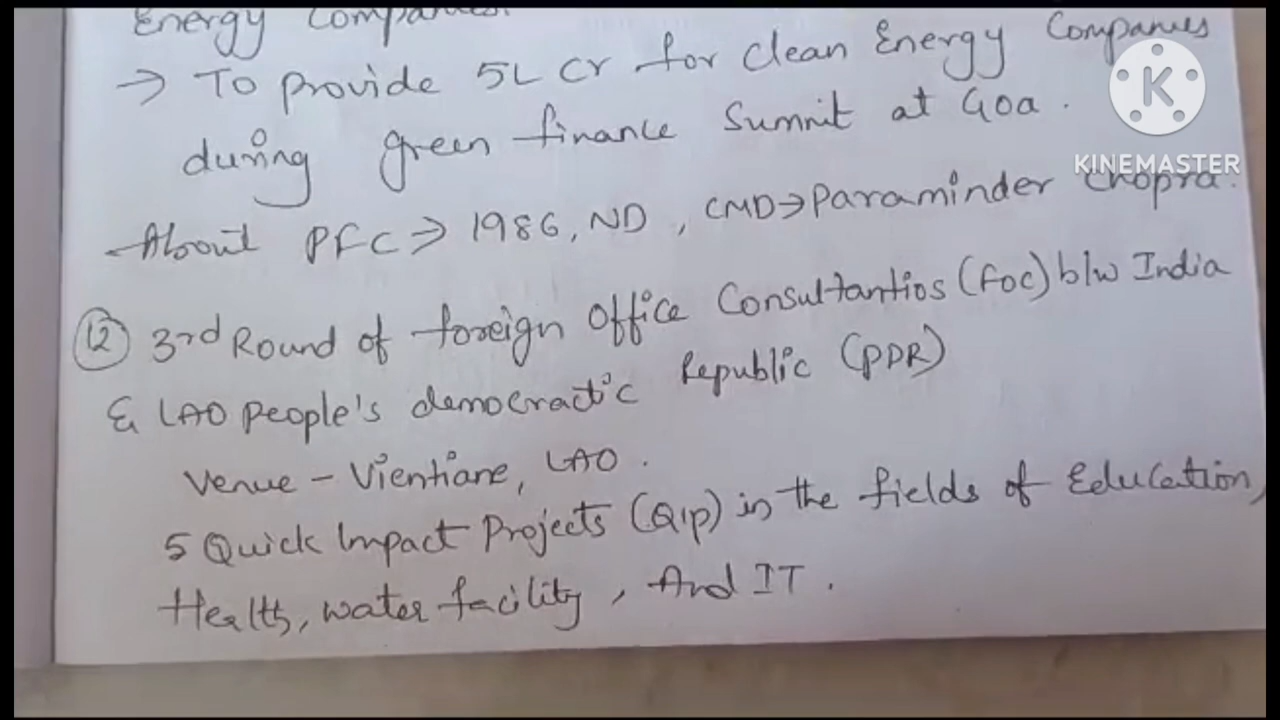 Energy Companies.
→ To provide 5L Cr for clean Energy Companies
during green finance Summit at Goa.
About PFC → 1986, ND, CMD → Paraminder Chopra.
(12) 3rd Round of foreign Office Consultantios (FOC) b/w India
& LAO people's democractic Republic (PDR)
Venue - Vientiane, LAO.
5 Quick Impact Projects (QIP) in the fields of Education,
Health, water facility, And IT.
K
KINEMASTER